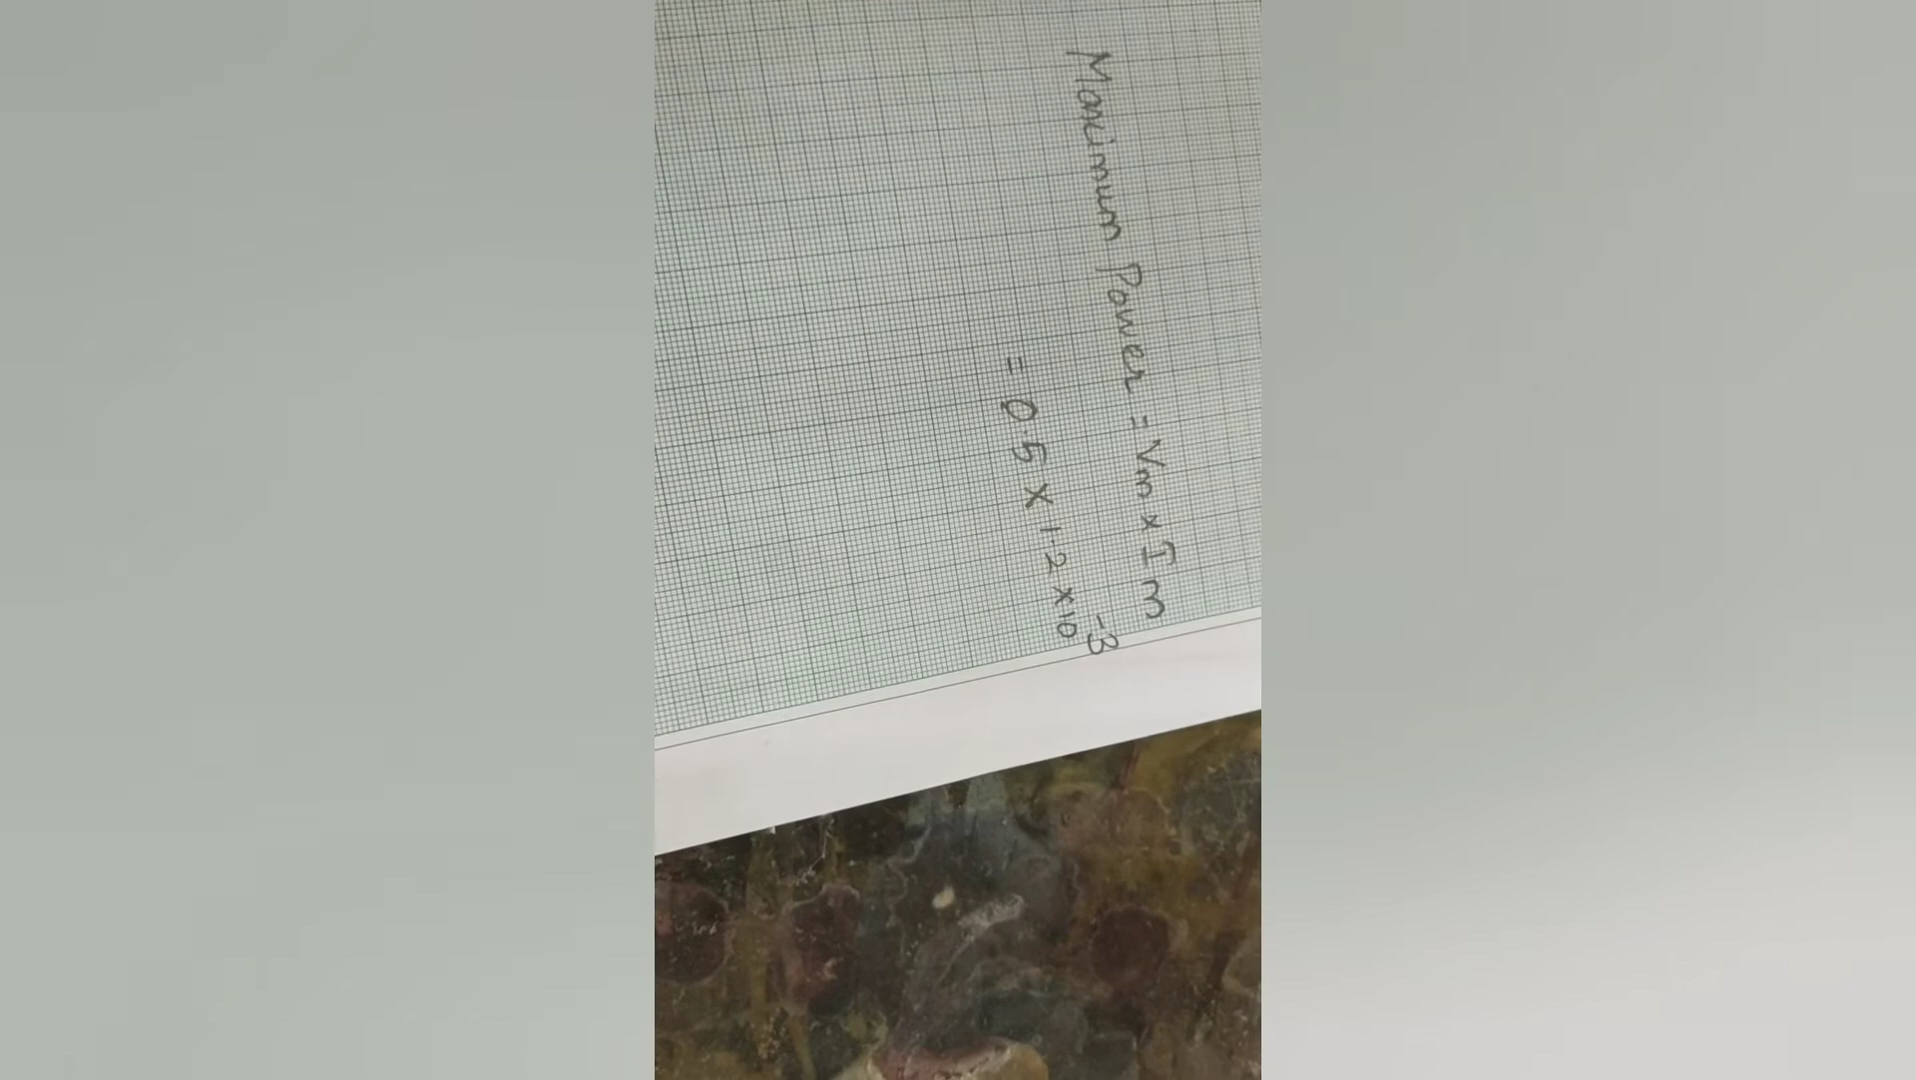 Maximum Power = Vm x Im
= 0.5 x 1.2 x 10⁻³